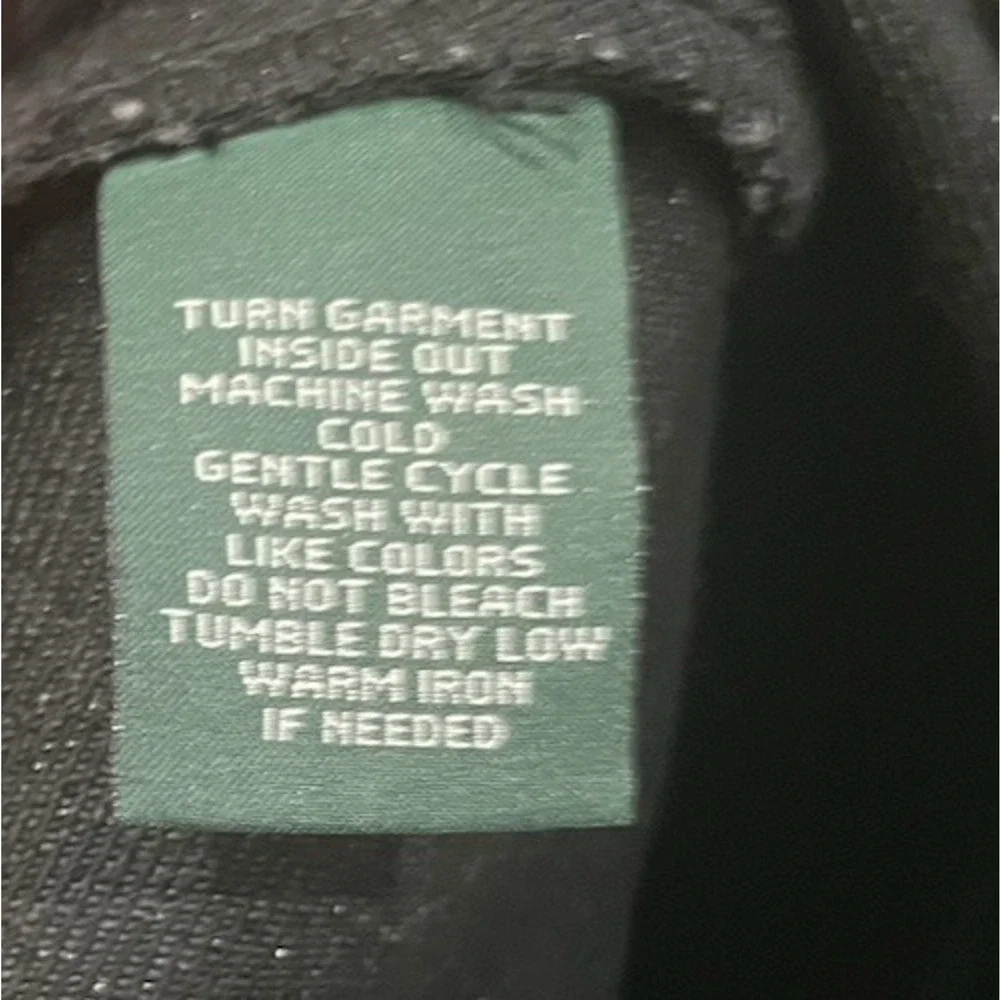 TURN GARMENT
INSIDE OUT
MACHINE WASH
COLD
GENTLE CYCLE
WASH WITH
LIKE COLORS
DO NOT BLEACH
TUMBLE DRY LOW
WARM IRON
IF NEEDED